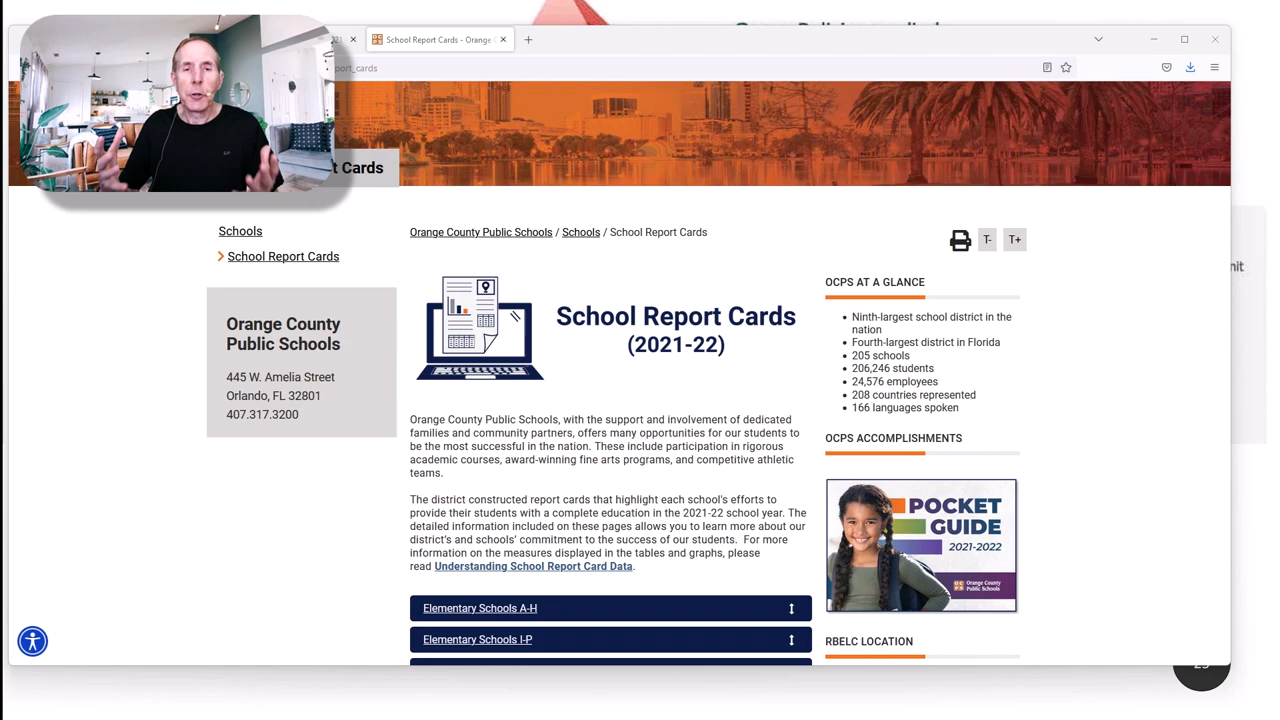 School Report Cards - Orange
port_cards
t Cards
Schools
School Report Cards
Orange County
Public Schools
445 W. Amelia Street
Orlando, FL 32801
407.317.3200
Orange County Public Schools / Schools / School Report Cards
T-
T+
School Report Cards
(2021-22)
Orange County Public Schools, with the support and involvement of dedicated
families and community partners, offers many opportunities for our students to
be the most successful in the nation. These include participation in rigorous
academic courses, award-winning fine arts programs, and competitive athletic
teams.
The district constructed report cards that highlight each school's efforts to
provide their students with a complete education in the 2021-22 school year. The
detailed information included on these pages allows you to learn more about our
district's and schools' commitment to the success of our students. For more
information on the measures displayed in the tables and graphs, please
read Understanding School Report Card Data.
Elementary Schools A-H
Elementary Schools I-P
OCPS AT A GLANCE
Ninth-largest school district in the
nation
Fourth-largest district in Florida
205 schools
206,246 students
24,576 employees
208 countries represented
166 languages spoken
OCPS ACCOMPLISHMENTS
POCKET
GUIDE
2021-2022
Orange County
Public Schools
RBELC LOCATION